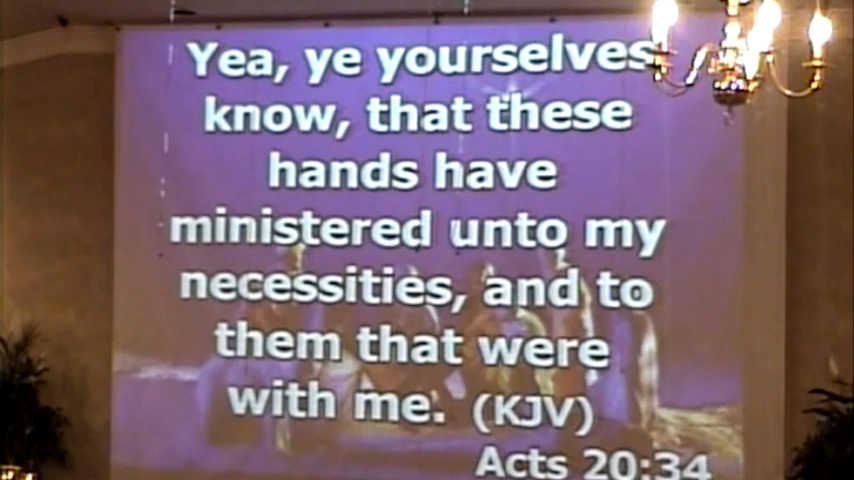 Yea, ye yourselves
know, that these
hands have
ministered unto my
necessities, and to
them that were
with me. (KJV)
Acts 20:34